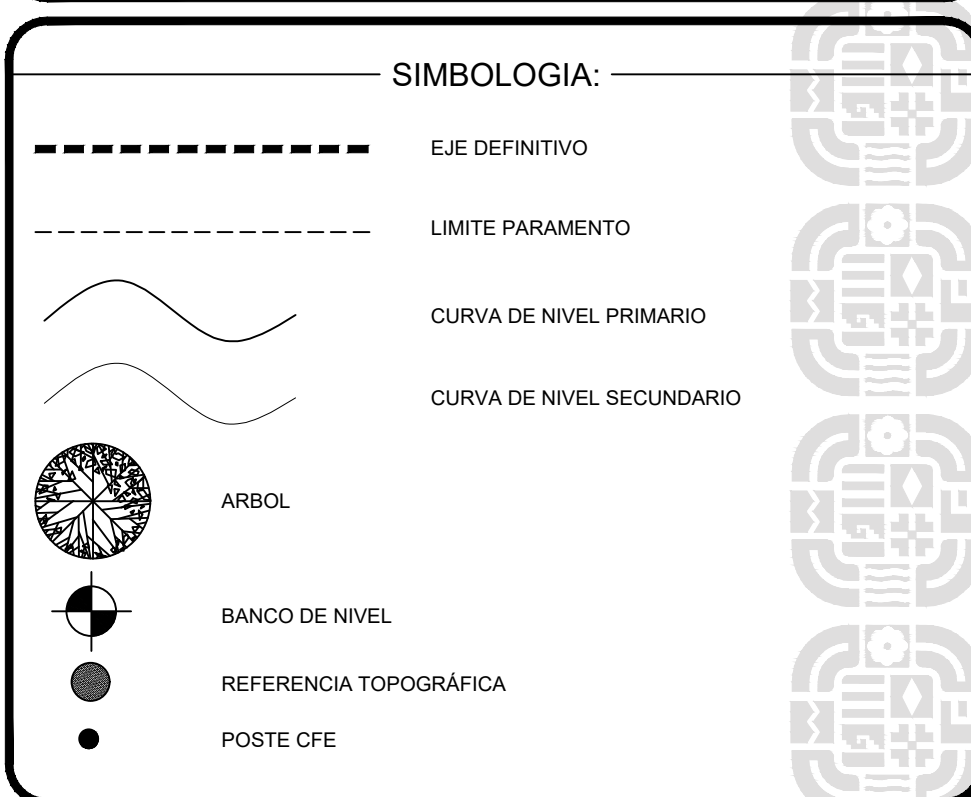 SIMBOLOGIA:
EJE DEFINITIVO
LIMITE PARAMENTO
CURVA DE NIVEL PRIMARIO
CURVA DE NIVEL SECUNDARIO
ARBOL
BANCO DE NIVEL
REFERENCIA TOPOGRÁFICA
POSTE CFE